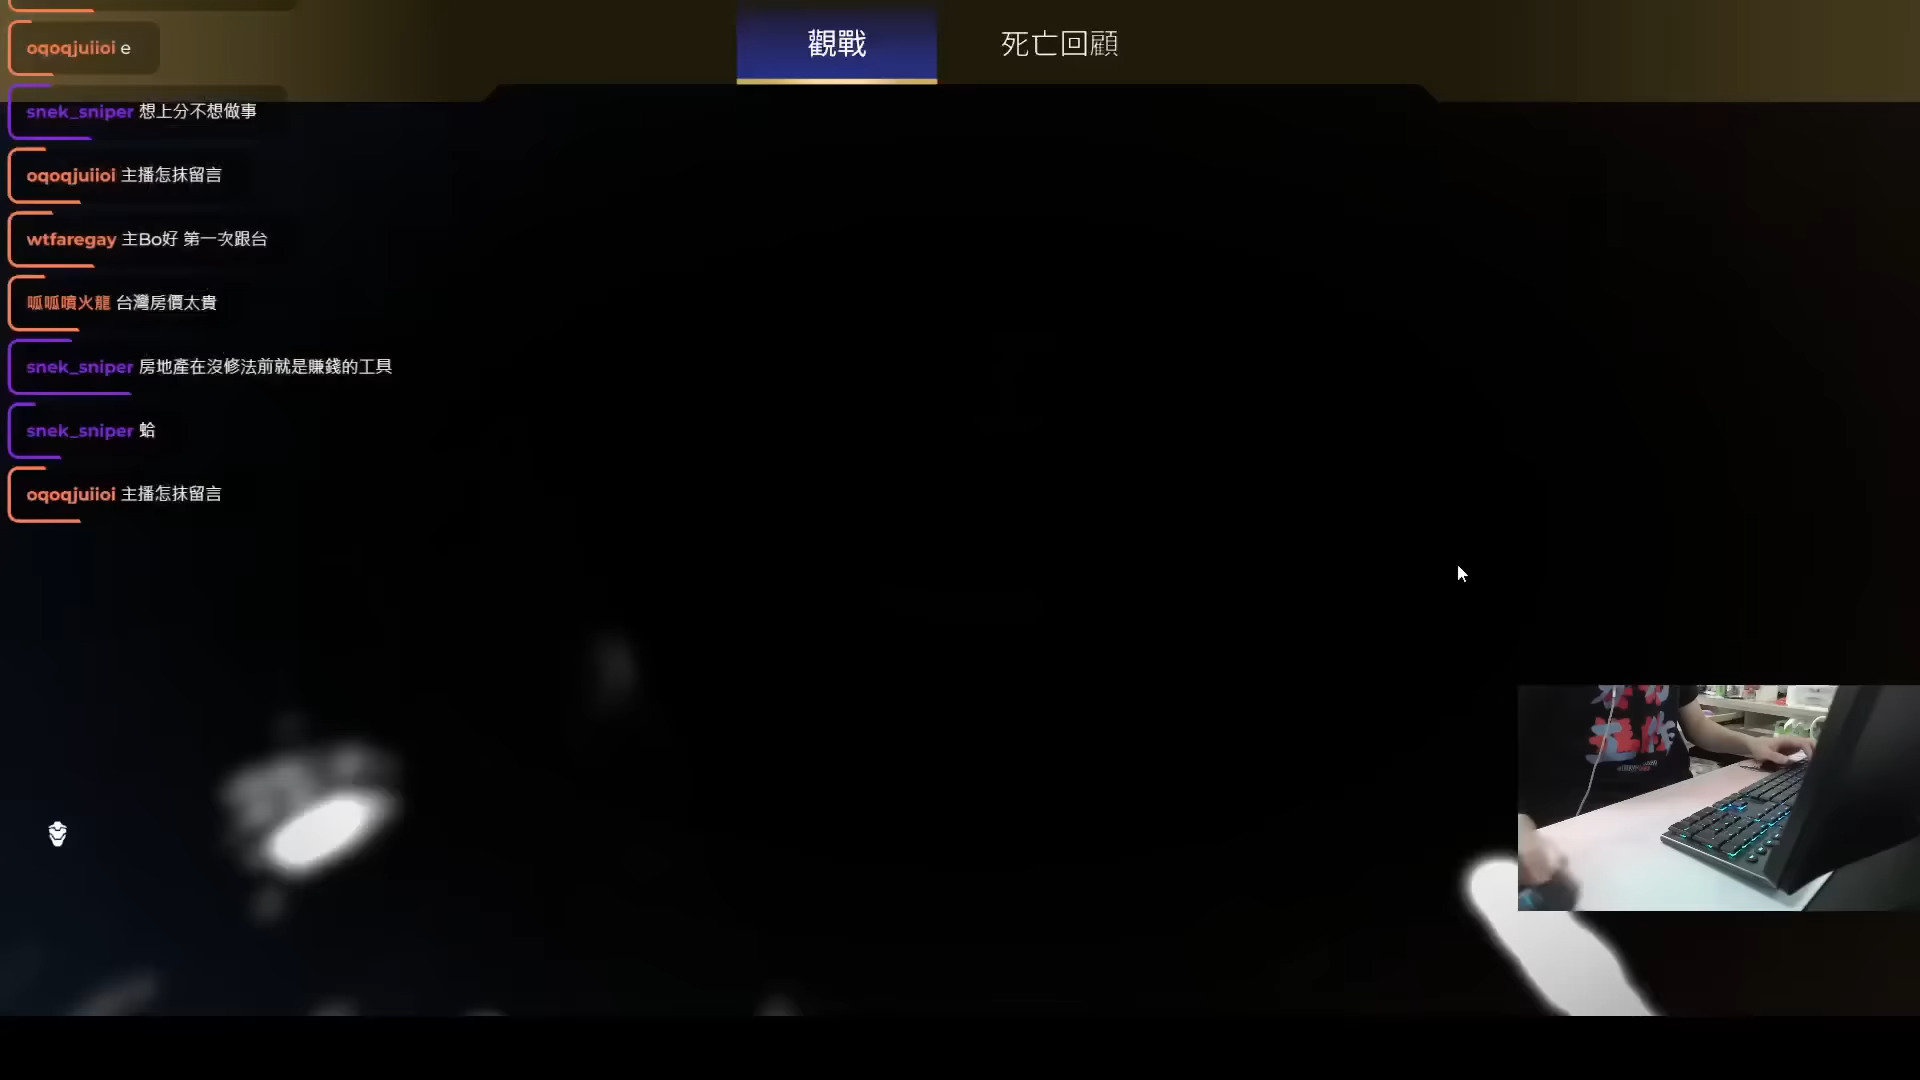 觀戰
死亡回顧
oqoqjuiioi e
snek_sniper 想上分不想做事
oqoqjuiioi 主播怎抹留言
wtfaregay 主Bo好 第一次跟台
呱呱噴火龍 台灣房價太貴
snek_sniper 房地產在沒修法前就是賺錢的工具
snek_sniper 蛤
oqoqjuiioi 主播怎抹留言